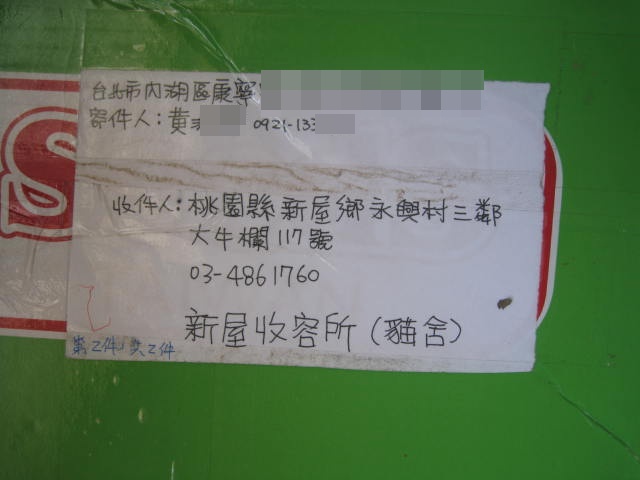 台北市內湖區康寧
寄件人：黃 0921-133
收件人：桃園縣新屋鄉永興村三鄰
大牛欄117號
03-4861760
新屋收容所（貓舍）
第2件，共2件